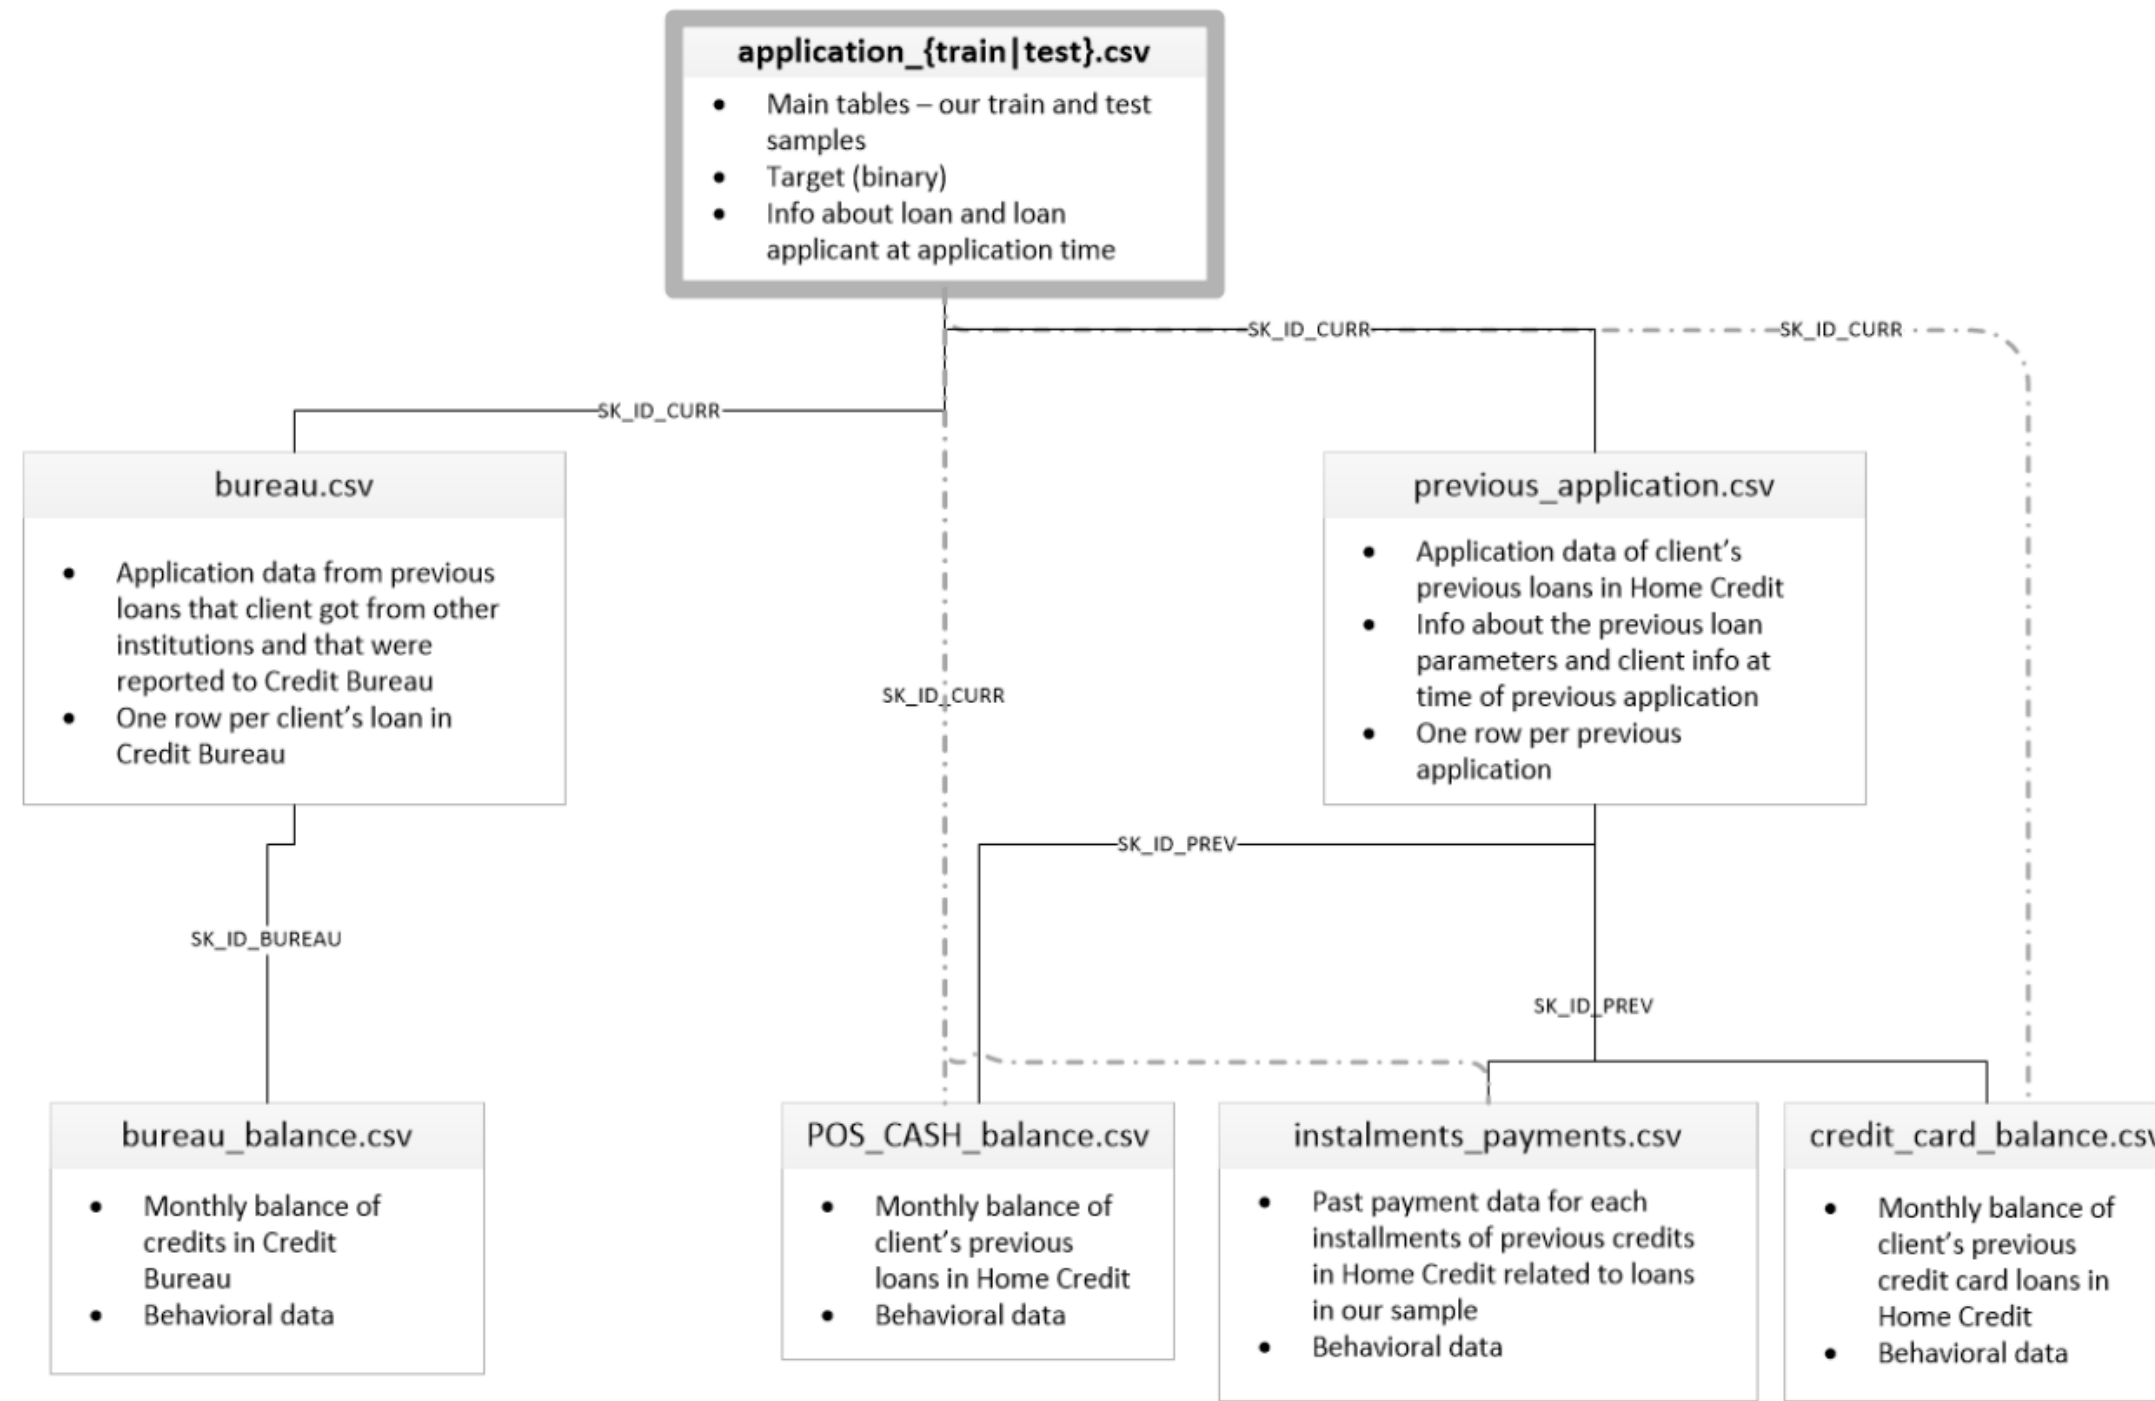 application_{train|test}.csv
• Main tables – our train and test
samples
• Target (binary)
• Info about loan and loan
applicant at application time
SK_ID_CURR
SK_ID_CURR
SK_ID_CURR
bureau.csv
• Application data from previous
loans that client got from other
institutions and that were
reported to Credit Bureau
• One row per client's loan in
Credit Bureau
previous_application.csv
• Application data of client's
previous loans in Home Credit
• Info about the previous loan
parameters and client info at
time of previous application
• One row per previous
application
SK_ID_CURR
SK_ID_PREV
SK_ID_BUREAU
SK_ID_PREV
bureau_balance.csv
• Monthly balance of
credits in Credit
Bureau
• Behavioral data
POS_CASH_balance.csv
• Monthly balance of
client's previous
loans in Home Credit
• Behavioral data
instalments_payments.csv
• Past payment data for each
installments of previous credits
in Home Credit related to loans
in our sample
• Behavioral data
credit_card_balance.csv
• Monthly balance of
client's previous
credit card loans in
Home Credit
• Behavioral data